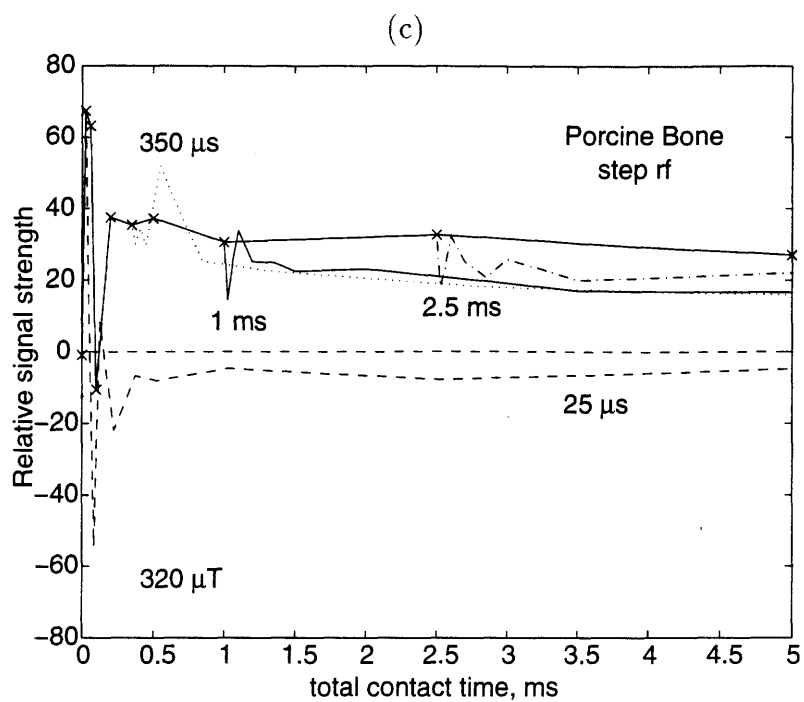 (c)
80
60
40
20
0
−20
−40
−60
−80
Relative signal strength
350 μs
Porcine Bone
step rf
1 ms
2.5 ms
25 μs
320 μT
0 0.5 1 1.5 2 2.5 3 3.5 4 4.5 5
total contact time, ms